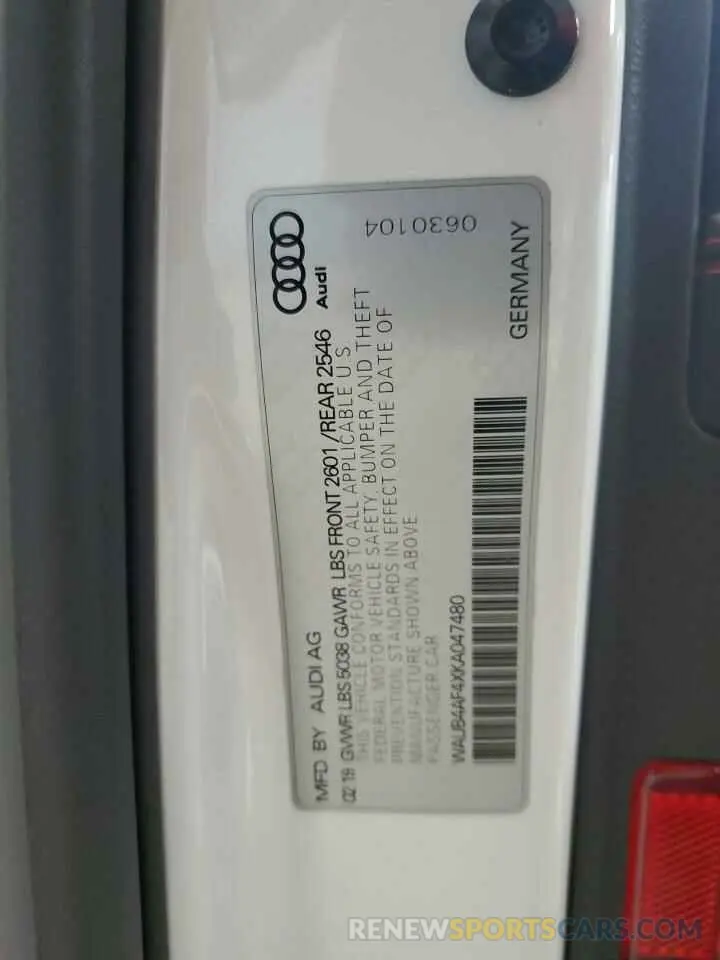 MFD BY AUDI AG
02 19 GVWR LBS 5038 GAWR LBS FRONT 2601 /REAR 2546
THIS VEHICLE CONFORMS TO ALL APPLICABLE U S
FEDERAL MOTOR VEHICLE SAFETY, BUMPER AND THEFT
PREVENTION STANDARDS IN EFFECT ON THE DATE OF
MANUFACTURE SHOWN ABOVE
PASSENGER CAR
WAUB4AF4XKA047480
Audi
0630104
GERMANY
RENEWSPORTSCARS.COM